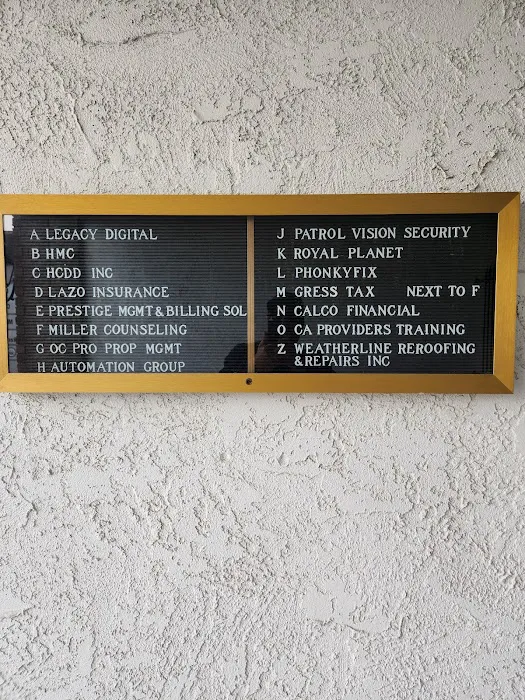 A LEGACY DIGITAL
B HMC
C HCDD INC
D LAZO INSURANCE
E PRESTIGE MGMT & BILLING SOL
F MILLER COUNSELING
G OC PRO PROP MGMT
H AUTOMATION GROUP
J PATROL VISION SECURITY
K ROYAL PLANET
L PHONKYFIX
M GRESS TAX NEXT TO F
N CALCO FINANCIAL
O CA PROVIDERS TRAINING
Z WEATHERLINE REROOFING
&REPAIRS INC